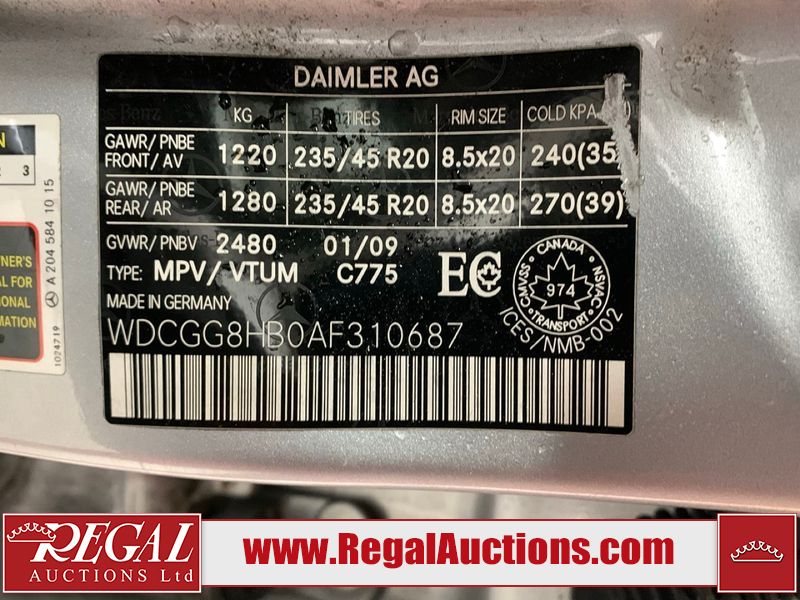 DAIMLER AG
KG TIRES RIM SIZE COLD KPA
GAWR/PNBE FRONT/AV 1220 235/45 R20 8.5x20 240(35
GAWR/PNBE REAR/AR 1280 235/45 R20 8.5x20 270(39)
GVWR/PNBV 2480 01/09
TYPE: MPV/VTUM C775
MADE IN GERMANY
WDCGG8HB0AF310687
EC
CANADA
CMVSS NSVAC
974
TRANSPORT
ICES/NMB-002
3
A 204 584 10 15
1024719
REGAL
AUCTIONS Ltd
www.RegalAuctions.com